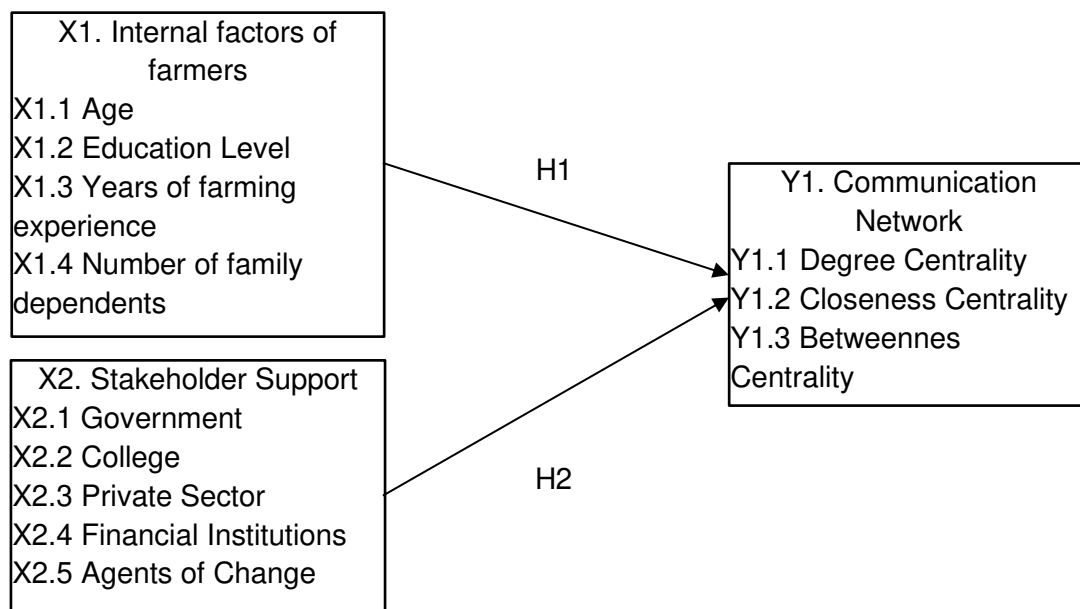 X1. Internal factors of
farmers
X1.1 Age
X1.2 Education Level
X1.3 Years of farming
experience
X1.4 Number of family
dependents
H1
Y1. Communication
Network
Y1.1 Degree Centrality
Y1.2 Closeness Centrality
Y1.3 Betweennes
Centrality
X2. Stakeholder Support
X2.1 Government
X2.2 College
X2.3 Private Sector
X2.4 Financial Institutions
X2.5 Agents of Change
H2